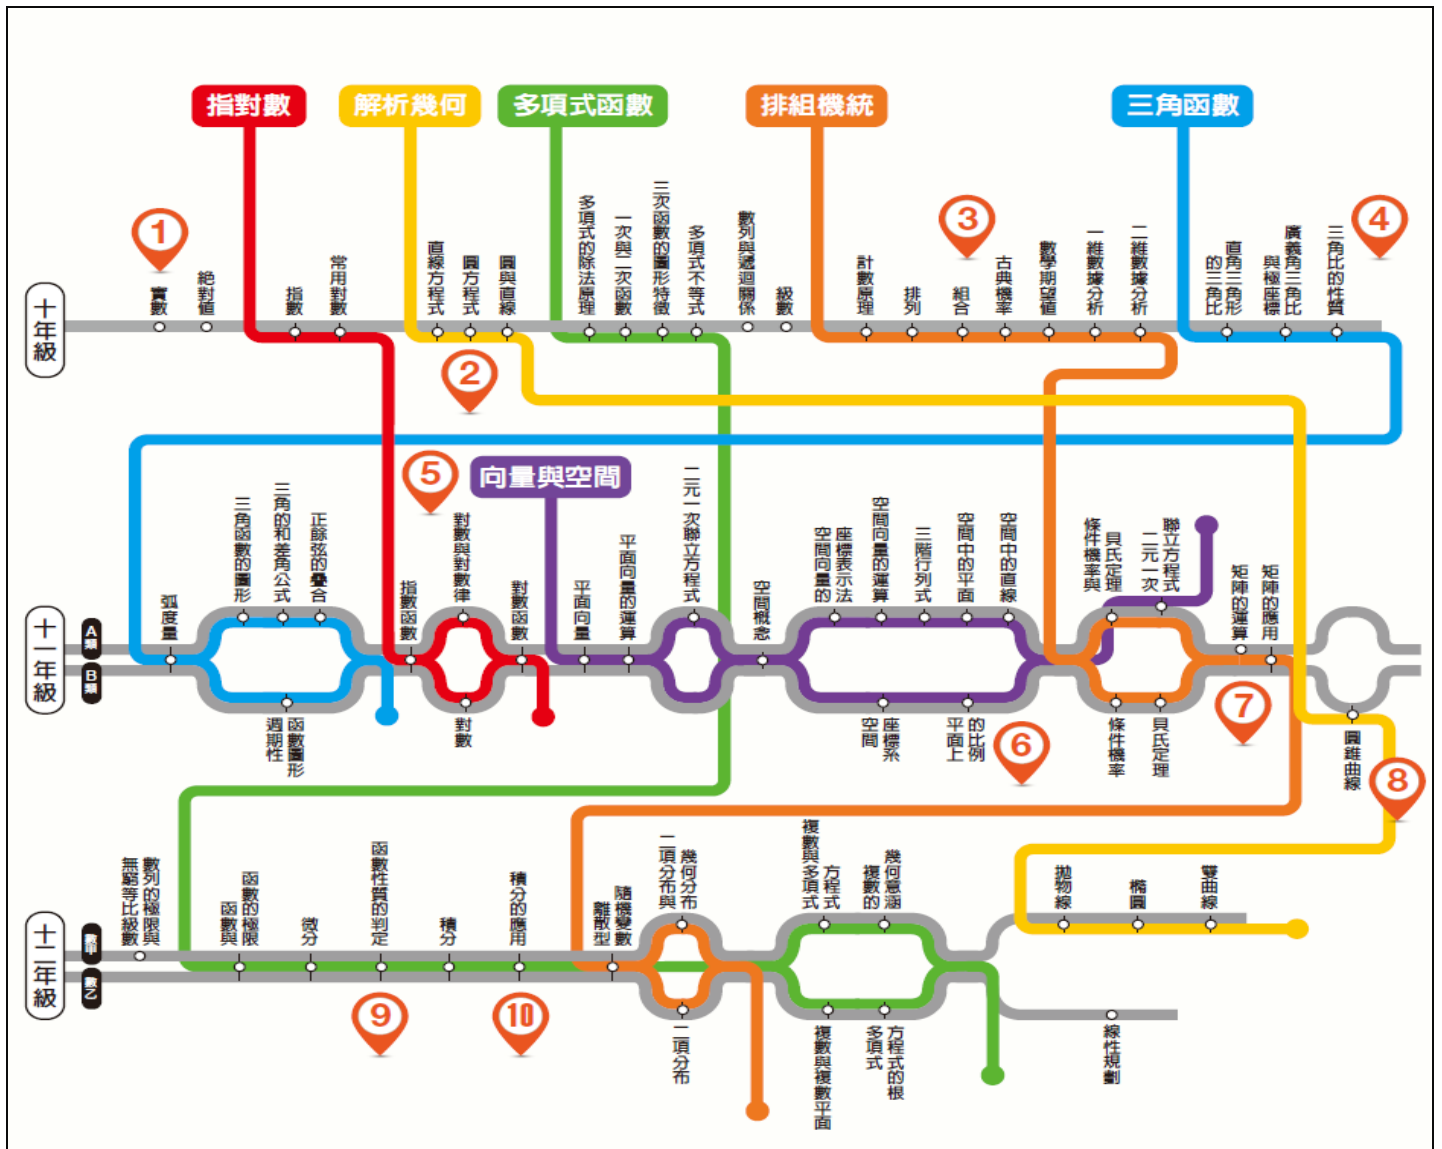 指對數
解析幾何
多項式函數
排組機統
三角函數
1
2
3
4
十年級
實數
絕對值
指數
常用對數
直線方程式
圓方程式
圓與直線
多項式的除法原理
一次與二次函數
三次函數的圖形特徵
多項式不等式
數列與遞迴關係
級數
計數原理
排列
組合
古典機率
數學期望值
一維數據分析
二維數據分析
直角三角形
的三角比
廣義角三角比
與極座標
三角比的性質
5
向量與空間
十一年級
A類
B類
弧度量
三角函數的圖形
三角的和差角公式
正餘弦的疊合
函數圖形
週期性
指數函數
對數與對數律
對數
對數函數
平面向量
平面向量的運算
二元一次聯立方程式
空間概念
座標表示法
空間向量的
空間向量的運算
三階行列式
空間中的平面
空間中的直線
座標系
空間
的比例
平面上
6
貝氏定理
條件機率與
聯立方程式
二元一次
條件機率
貝氏定理
矩陣的運算
矩陣的應用
7
圓錐曲線
8
十二年級
數甲
數乙
數列的極限與
無窮等比級數
函數的極限
函數與
微分
函數性質的判定
9
積分
積分的應用
10
隨機變數
離散型
幾何分布
二項分布與
二項分布
方程式
複數與多項式
幾何意涵
複數的
複數與複數平面
方程式的根
多項式
拋物線
橢圓
雙曲線
線性規劃